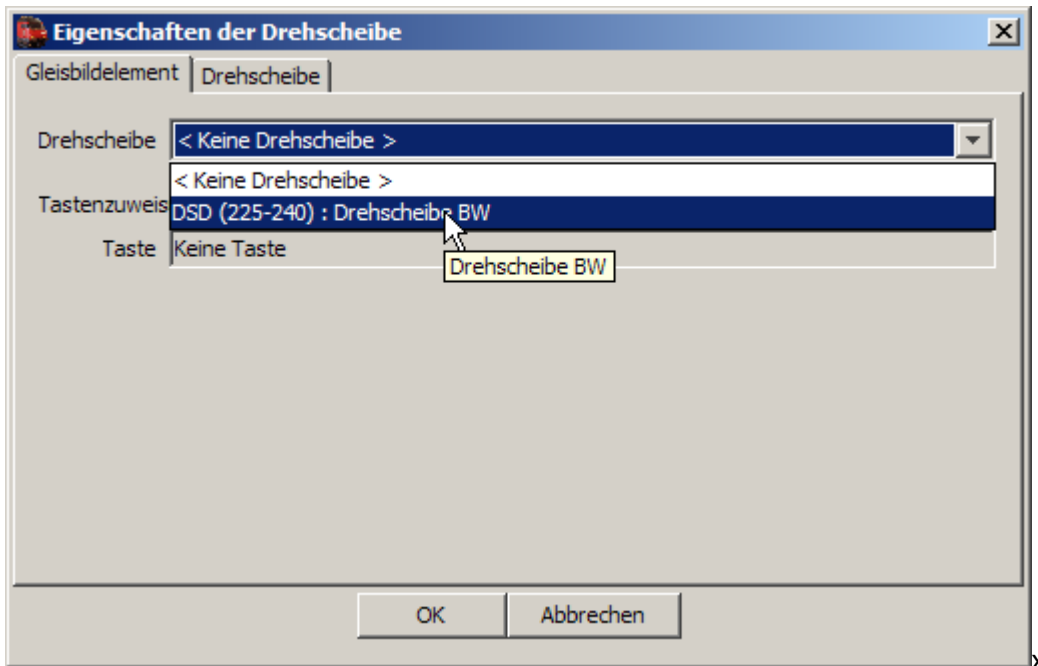 Eigenschaften der Drehscheibe
Gleisbildelement Drehscheibe
Drehscheibe < Keine Drehscheibe >
< Keine Drehscheibe >
Tastenzuweis DSD (225-240) : Drehscheibe BW
Taste Keine Taste
Drehscheibe BW
OK Abbrechen